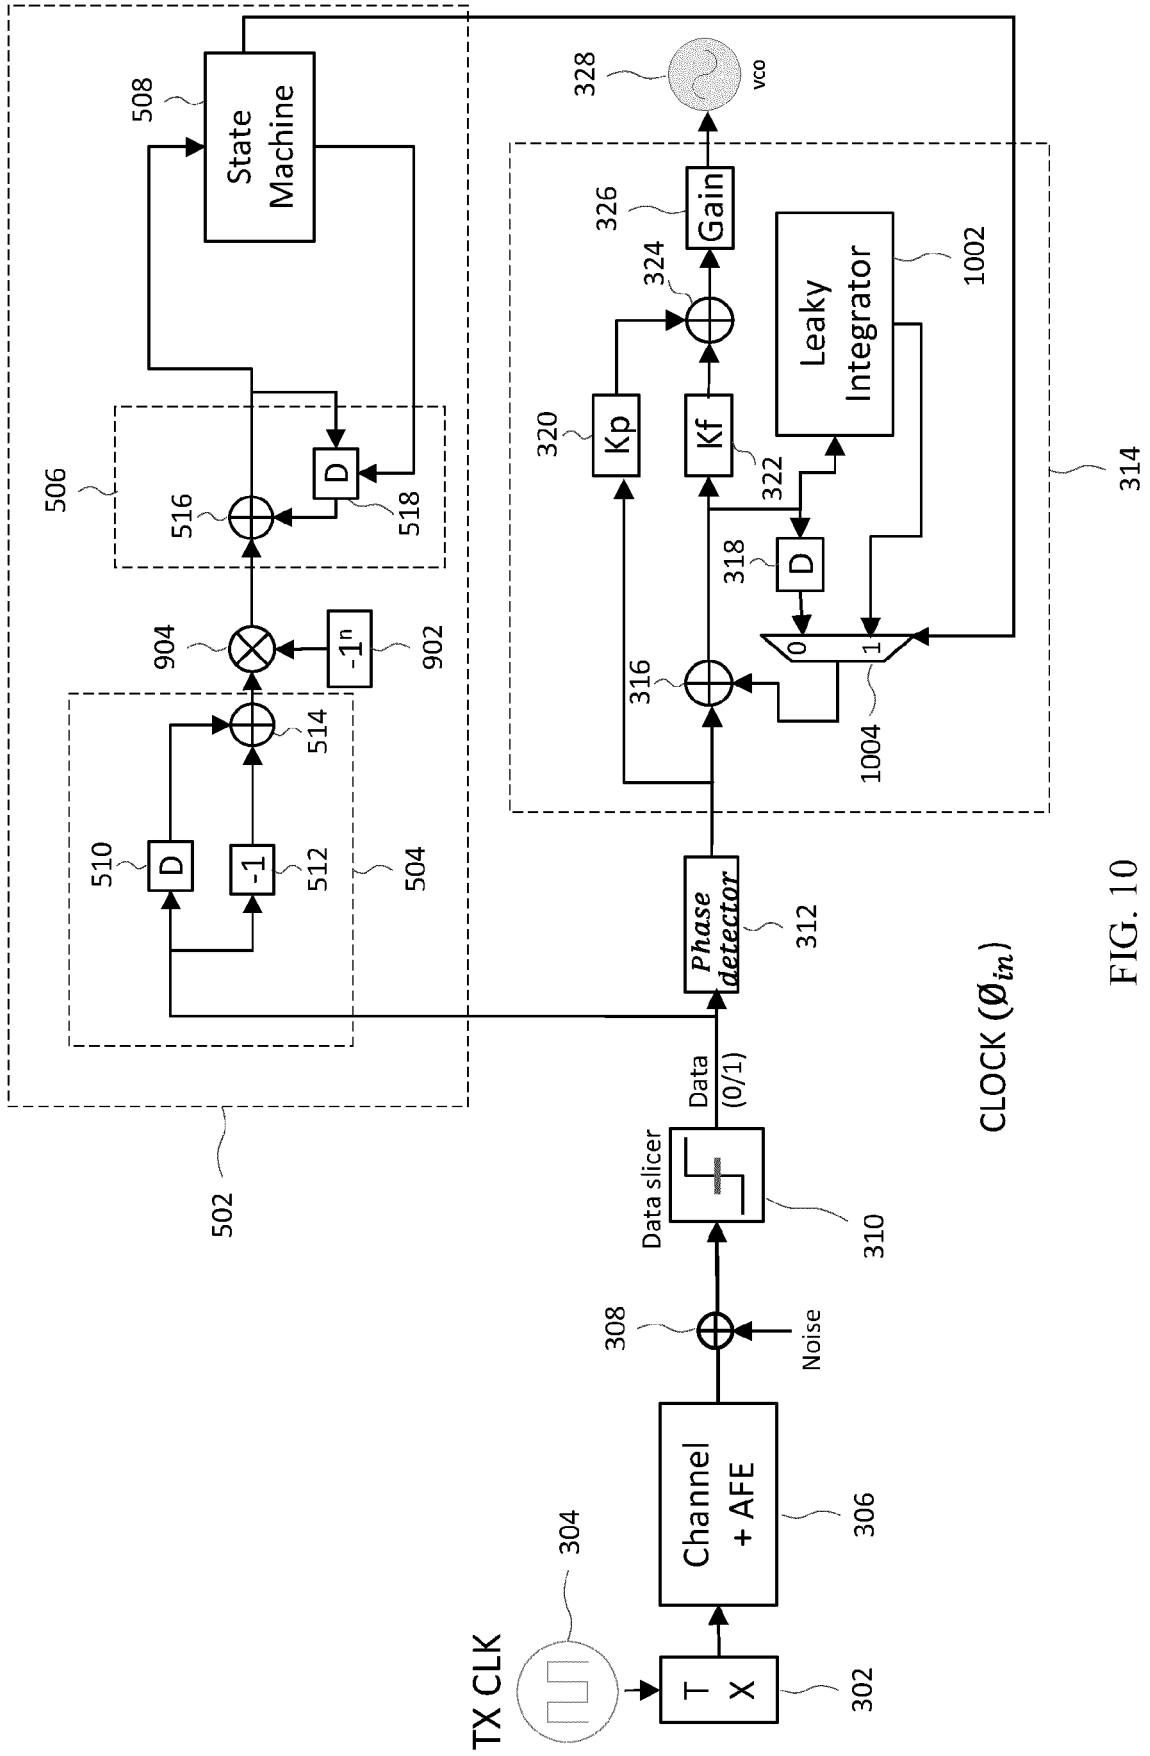 502
504
510
D
-1
512
514
904
-1ⁿ
902
506
516
D
518
508
State
Machine
TX CLK
304
T
X
302
Channel
+ AFE
306
308
Noise
Data slicer
310
Data
(0/1)
Phase
detector
312
314
316
320
Kp
Kf
322
318
D
0
1
1004
Leaky
Integrator
1002
324
326
Gain
328
vco
CLOCK (Ø_in)
FIG. 10